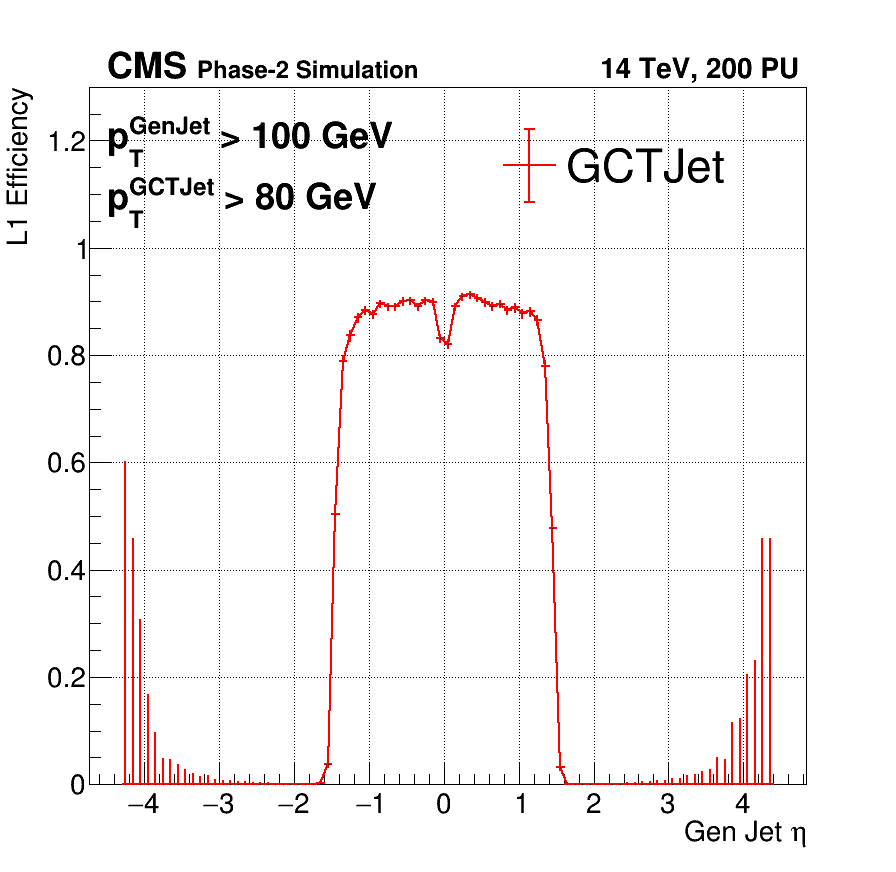 CMS Phase-2 Simulation 14 TeV, 200 PU
L1 Efficiency
p_T^GenJet > 100 GeV
p_T^GCTJet > 80 GeV
GCTJet
1.2
1
0.8
0.6
0.4
0.2
0
−4 −3 −2 −1 0 1 2 3 4
Gen Jet η